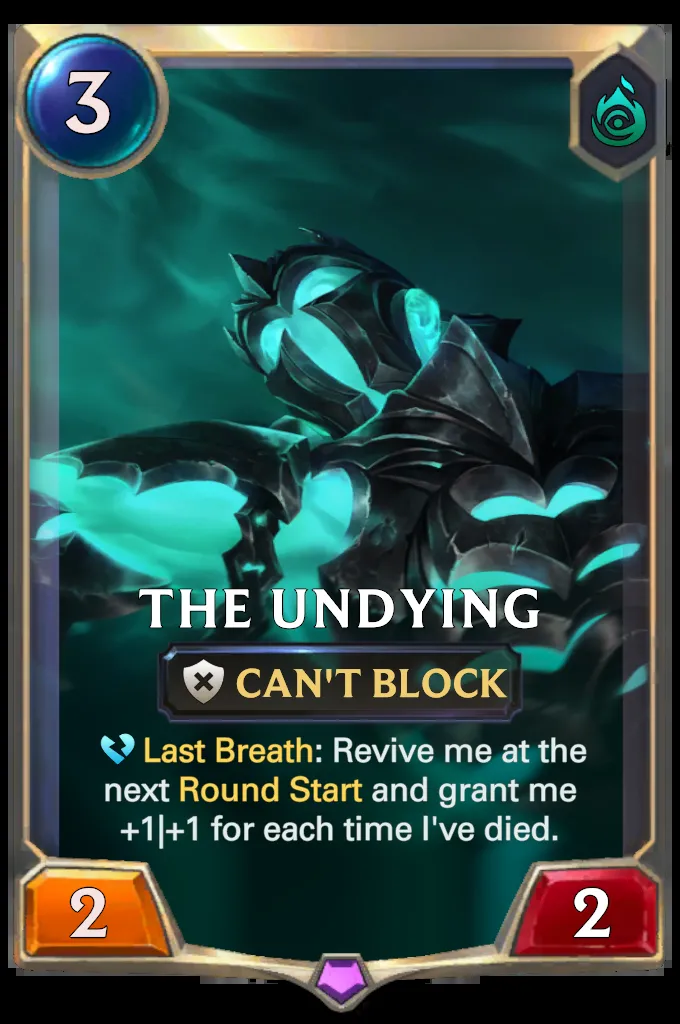 3
THE UNDYING
CAN'T BLOCK
Last Breath: Revive me at the
next Round Start and grant me
+1|+1 for each time I've died.
2
2